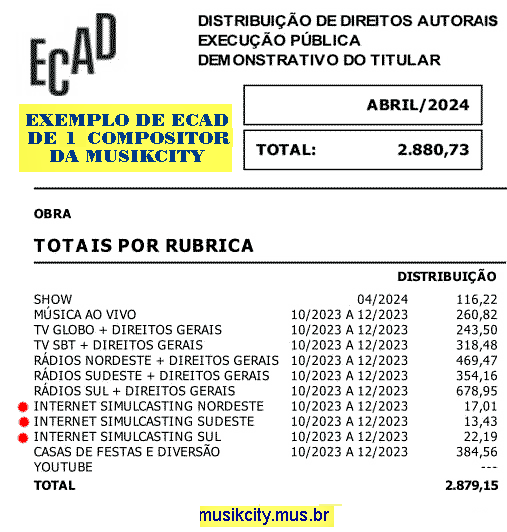 ECAD
DISTRIBUIÇÃO DE DIREITOS AUTORAIS
EXECUÇÃO PÚBLICA
DEMONSTRATIVO DO TITULAR
EXEMPLO DE ECAD
DE 1 COMPOSITOR
DA MUSIKCITY
ABRIL/2024
TOTAL: 2.880,73
OBRA
TOTAIS POR RUBRICA
DISTRIBUIÇÃO
SHOW 04/2024 116,22
MÚSICA AO VIVO 10/2023 A 12/2023 260,82
TV GLOBO + DIREITOS GERAIS 10/2023 A 12/2023 243,50
TV SBT + DIREITOS GERAIS 10/2023 A 12/2023 318,48
RÁDIOS NORDESTE + DIREITOS GERAIS 10/2023 A 12/2023 469,47
RÁDIOS SUDESTE + DIREITOS GERAIS 10/2023 A 12/2023 354,16
RÁDIOS SUL + DIREITOS GERAIS 10/2023 A 12/2023 678,95
INTERNET SIMULCASTING NORDESTE 10/2023 A 12/2023 17,01
INTERNET SIMULCASTING SUDESTE 10/2023 A 12/2023 13,43
INTERNET SIMULCASTING SUL 10/2023 A 12/2023 22,19
CASAS DE FESTAS E DIVERSÃO 10/2023 A 12/2023 384,56
YOUTUBE ---
TOTAL 2.879,15
musikcity.mus.br